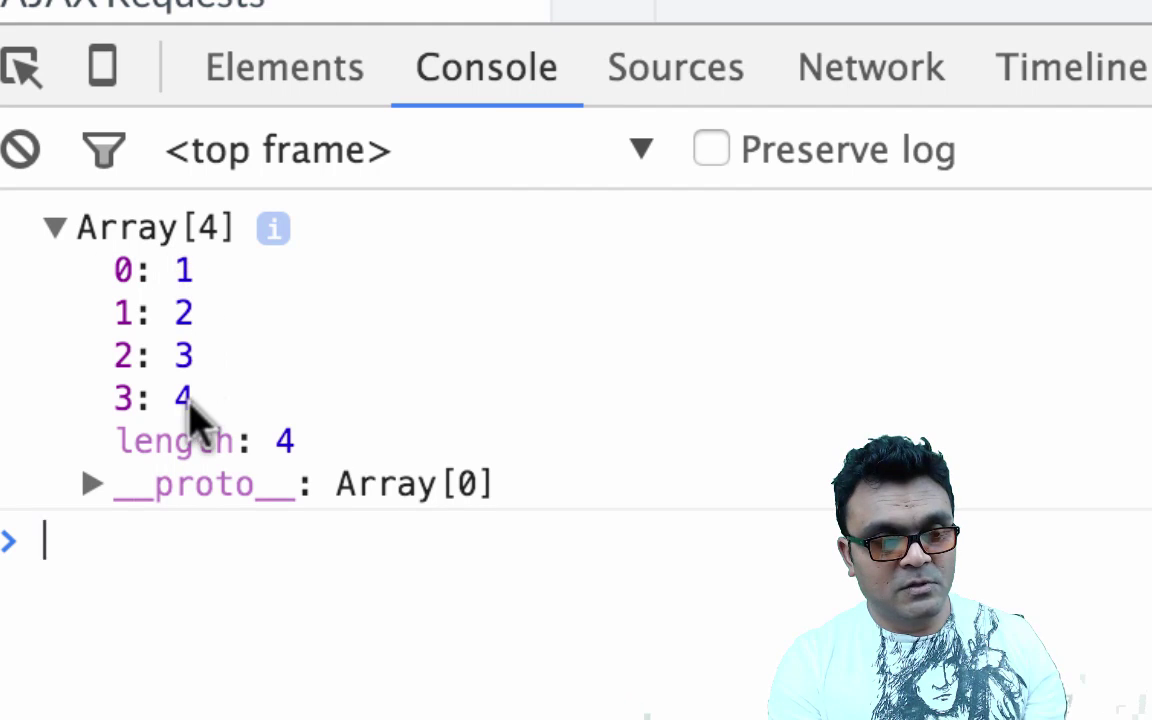 AJAX Requests
Elements Console Sources Network Timeline
<top frame> ▼ Preserve log
▼ Array[4] i
0: 1
1: 2
2: 3
3: 4
length: 4
▶ __proto__: Array[0]
>